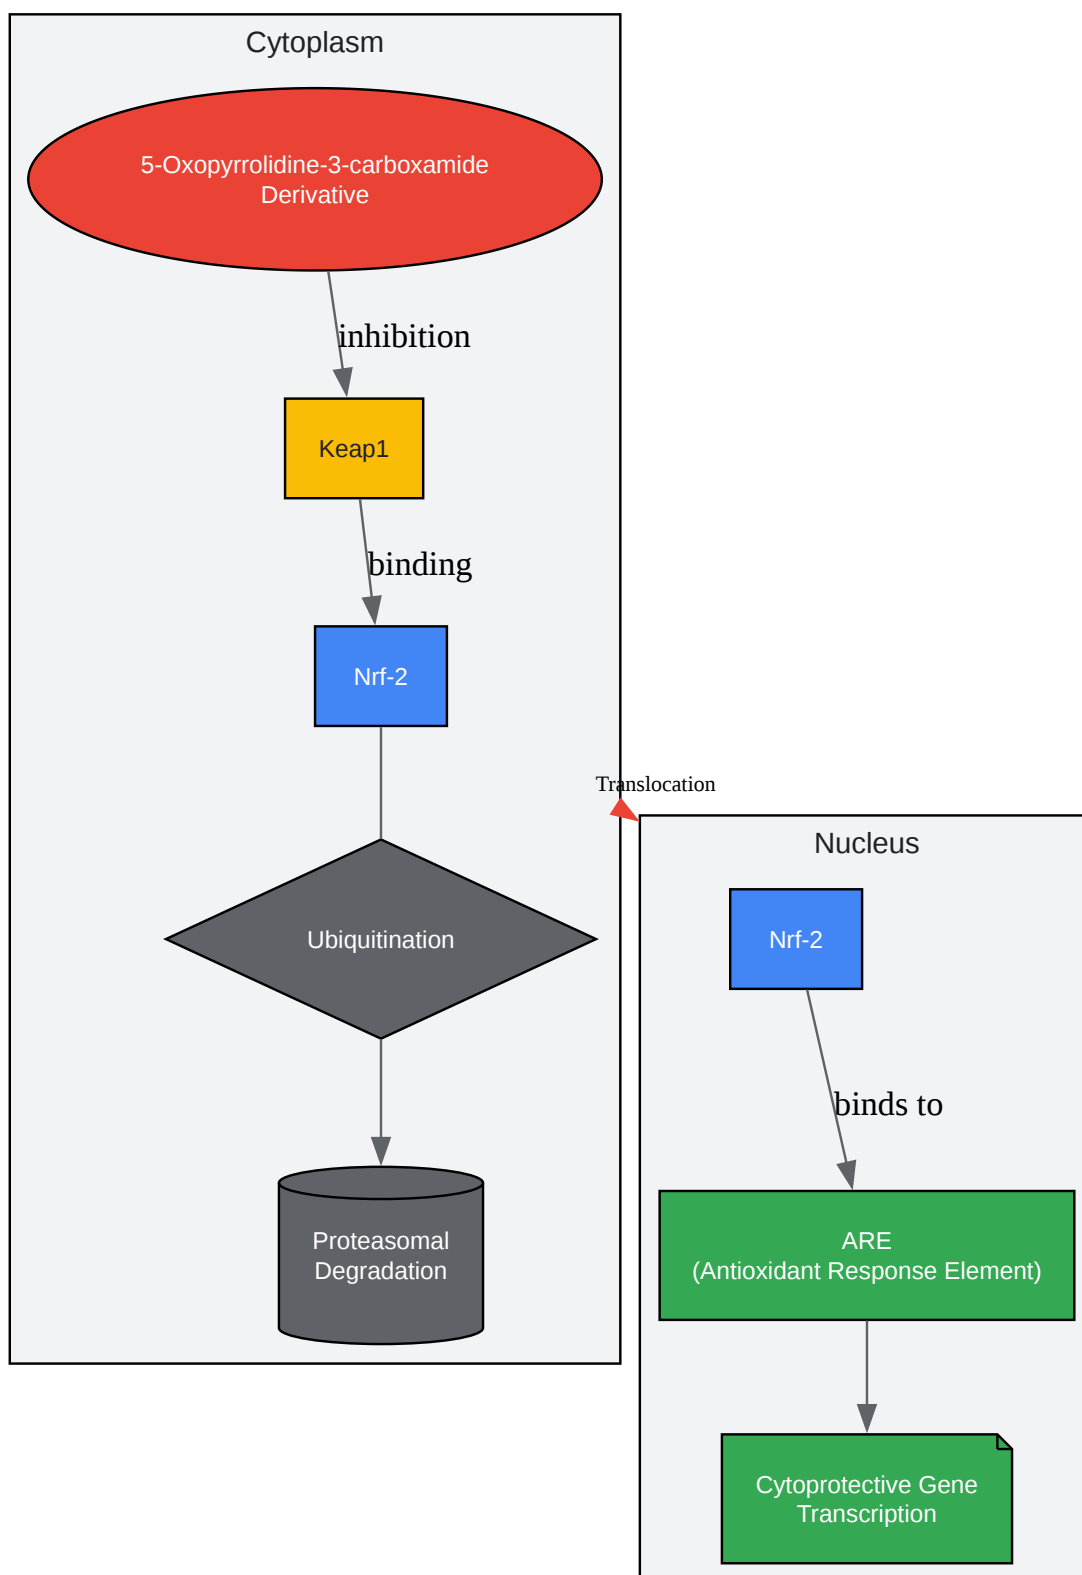 Cytoplasm
5-Oxopyrrolidine-3-carboxamide
Derivative
inhibition
Keap1
binding
Nrf-2
Ubiquitination
Proteasomal
Degradation
Translocation
Nucleus
Nrf-2
binds to
ARE
(Antioxidant Response Element)
Cytoprotective Gene
Transcription